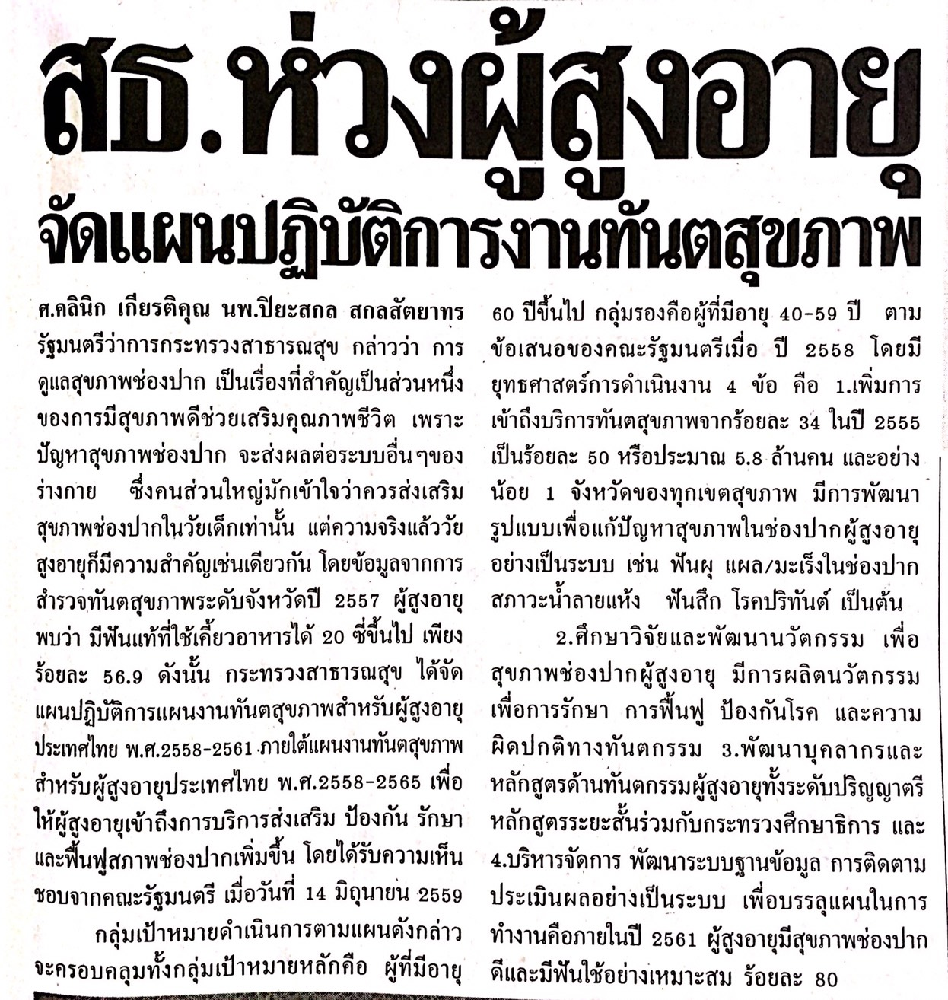 สธ.ห่วงผู้สูงอายุ
จัดแผนปฏิบัติการงานทันตสุขภาพ
ศ.คลินิก เกียรติคุณ นพ.ปิยะสกล สกลสัตยาทร
รัฐมนตรีว่าการกระทรวงสาธารณสุข กล่าวว่า การ
ดูแลสุขภาพช่องปาก เป็นเรื่องที่สำคัญเป็นส่วนหนึ่ง
ของการมีสุขภาพดีช่วยเสริมคุณภาพชีวิต เพราะ
ปัญหาสุขภาพช่องปาก จะส่งผลต่อระบบอื่นๆของ
ร่างกาย ซึ่งคนส่วนใหญ่มักเข้าใจว่าควรส่งเสริม
สุขภาพช่องปากในวัยเด็กเท่านั้น แต่ความจริงแล้ววัย
สูงอายุก็มีความสำคัญเช่นเดียวกัน โดยข้อมูลจากการ
สำรวจทันตสุขภาพระดับจังหวัดปี 2557 ผู้สูงอายุ
พบว่า มีฟันแท้ที่ใช้เคี้ยวอาหารได้ 20 ซี่ขึ้นไป เพียง
ร้อยละ 56.9 ดังนั้น กระทรวงสาธารณสุข ได้จัด
แผนปฏิบัติการแผนงานทันตสุขภาพสำหรับผู้สูงอายุ
ประเทศไทย พ.ศ.2558-2561 ภายใต้แผนงานทันตสุขภาพ
สำหรับผู้สูงอายุประเทศไทย พ.ศ.2558-2565 เพื่อ
ให้ผู้สูงอายุเข้าถึงการบริการส่งเสริม ป้องกัน รักษา
และฟื้นฟูสภาพช่องปากเพิ่มขึ้น โดยได้รับความเห็น
ชอบจากคณะรัฐมนตรี เมื่อวันที่ 14 มิถุนายน 2559
กลุ่มเป้าหมายดำเนินการตามแผนดังกล่าว
จะครอบคลุมทั้งกลุ่มเป้าหมายหลักคือ ผู้ที่มีอายุ
60 ปีขึ้นไป กลุ่มรองคือผู้ที่มีอายุ 40-59 ปี ตาม
ข้อเสนอของคณะรัฐมนตรีเมื่อ ปี 2558 โดยมี
ยุทธศาสตร์การดำเนินงาน 4 ข้อ คือ 1.เพิ่มการ
เข้าถึงบริการทันตสุขภาพจากร้อยละ 34 ในปี 2555
เป็นร้อยละ 50 หรือประมาณ 5.8 ล้านคน และอย่าง
น้อย 1 จังหวัดของทุกเขตสุขภาพ มีการพัฒนา
รูปแบบเพื่อแก้ปัญหาสุขภาพในช่องปากผู้สูงอายุ
อย่างเป็นระบบ เช่น ฟันผุ แผล/มะเร็งในช่องปาก
สภาวะน้ำลายแห้ง ฟันสึก โรคปริทันต์ เป็นต้น
2.ศึกษาวิจัยและพัฒนานวัตกรรม เพื่อ
สุขภาพช่องปากผู้สูงอายุ มีการผลิตนวัตกรรม
เพื่อการรักษา การฟื้นฟู ป้องกันโรค และความ
ผิดปกติทางทันตกรรม 3.พัฒนาบุคลากรและ
หลักสูตรด้านทันตกรรมผู้สูงอายุทั้งระดับปริญญาตรี
หลักสูตรระยะสั้นร่วมกับกระทรวงศึกษาธิการ และ
4.บริหารจัดการ พัฒนาระบบฐานข้อมูล การติดตาม
ประเมินผลอย่างเป็นระบบ เพื่อบรรลุแผนในการ
ทำงานคือภายในปี 2561 ผู้สูงอายุมีสุขภาพช่องปาก
ดีและมีฟันใช้อย่างเหมาะสม ร้อยละ 80